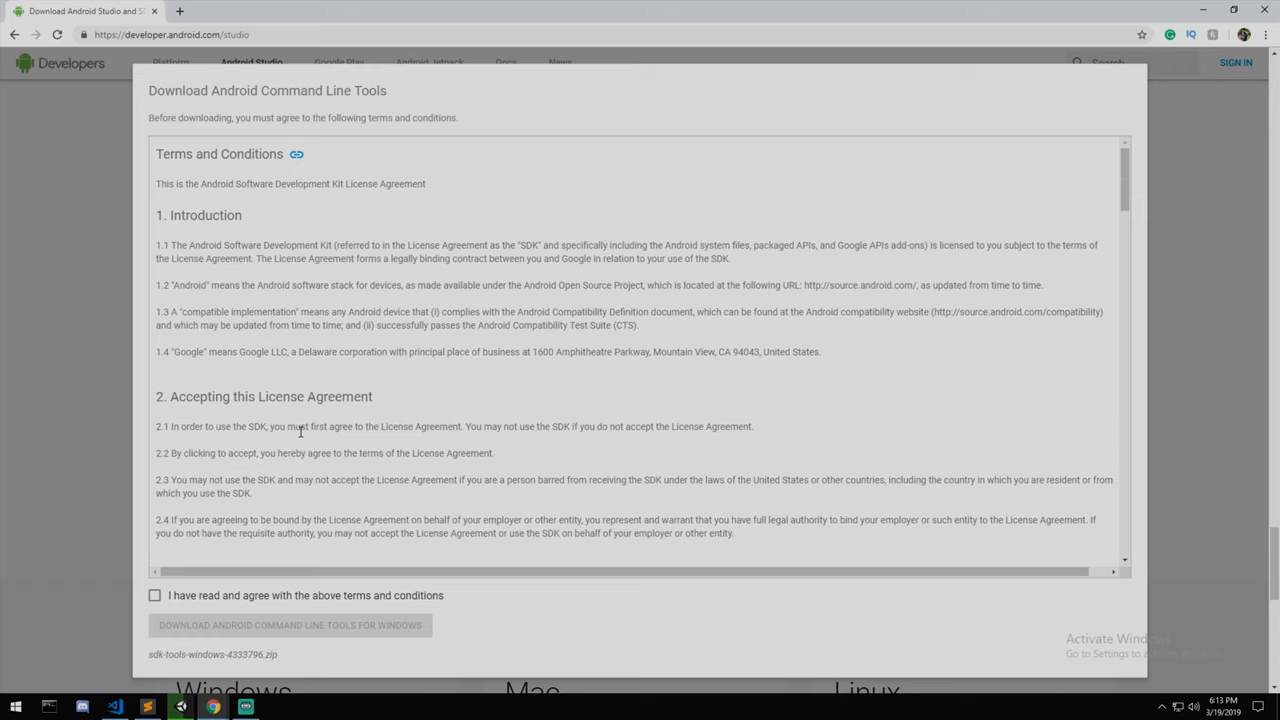 Download Android Studio and SD
https://developer.android.com/studio
Developers
Platform
Android Studio
Google Play
Android Jetpack
Docs
News
Search
SIGN IN
Download Android Command Line Tools
Before downloading, you must agree to the following terms and conditions.
Terms and Conditions
This is the Android Software Development Kit License Agreement
1. Introduction
1.1 The Android Software Development Kit (referred to in the License Agreement as the "SDK" and specifically including the Android system files, packaged APIs, and Google APIs add-ons) is licensed to you subject to the terms of
the License Agreement. The License Agreement forms a legally binding contract between you and Google in relation to your use of the SDK.
1.2 "Android" means the Android software stack for devices, as made available under the Android Open Source Project, which is located at the following URL: http://source.android.com/, as updated from time to time.
1.3 A "compatible implementation" means any Android device that (i) complies with the Android Compatibility Definition document, which can be found at the Android compatibility website (http://source.android.com/compatibility)
and which may be updated from time to time; and (ii) successfully passes the Android Compatibility Test Suite (CTS).
1.4 "Google" means Google LLC, a Delaware corporation with principal place of business at 1600 Amphitheatre Parkway, Mountain View, CA 94043, United States.
2. Accepting this License Agreement
2.1 In order to use the SDK, you must first agree to the License Agreement. You may not use the SDK if you do not accept the License Agreement.
2.2 By clicking to accept, you hereby agree to the terms of the License Agreement.
2.3 You may not use the SDK and may not accept the License Agreement if you are a person barred from receiving the SDK under the laws of the United States or other countries, including the country in which you are resident or from
which you use the SDK.
2.4 If you are agreeing to be bound by the License Agreement on behalf of your employer or other entity, you represent and warrant that you have full legal authority to bind your employer or such entity to the License Agreement. If
you do not have the requisite authority, you may not accept the License Agreement or use the SDK on behalf of your employer or other entity.
I have read and agree with the above terms and conditions
DOWNLOAD ANDROID COMMAND LINE TOOLS FOR WINDOWS
sdk-tools-windows-4333796.zip
Activate Windows
Go to Settings to activate Windows.
Windows
Mac
Linux
6:13 PM
3/19/2019